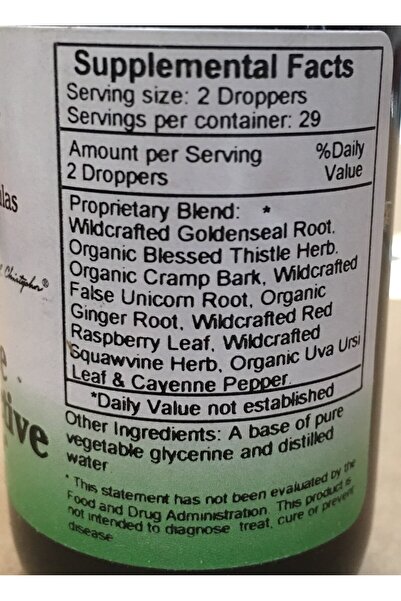 Supplemental Facts
Serving size: 2 Droppers
Servings per container: 29
Amount per Serving %Daily
2 Droppers Value
Proprietary Blend: *
Wildcrafted Goldenseal Root,
Organic Blessed Thistle Herb,
Organic Cramp Bark, Wildcrafted
False Unicorn Root, Organic
Ginger Root, Wildcrafted Red
Raspberry Leaf, Wildcrafted
Squawvine Herb, Organic Uva Ursi
Leaf & Cayenne Pepper.
*Daily Value not established
Other Ingredients: A base of pure
vegetable glycerine and distilled
water
* This statement has not been evaluated by the
Food and Drug Administration. This product is
not intended to diagnose treat, cure or prevent
disease
las
Christopher®
e
ive